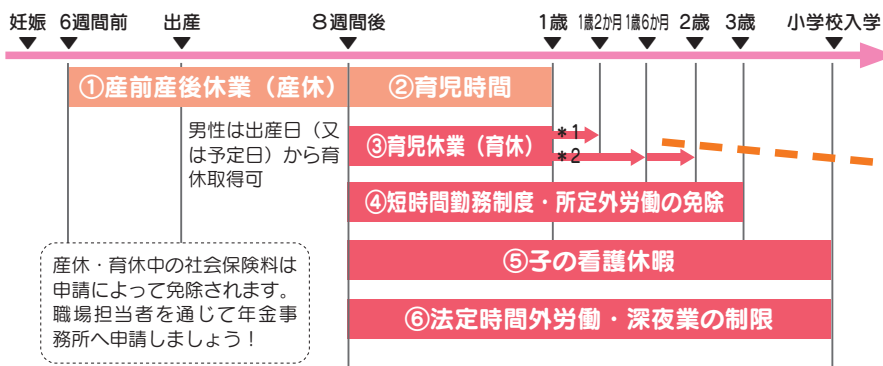 妊娠 6週間前 出産 8週間後 1歳 1歳2か月 1歳6か月 2歳 3歳 小学校入学
①産前産後休業（産休） ②育児時間
男性は出産日（又
は予定日）から育
休取得可
③育児休業（育休）
＊1
＊2
④短時間勤務制度・所定外労働の免除
⑤子の看護休暇
産休・育休中の社会保険料は
申請によって免除されます。
職場担当者を通じて年金事
務所へ申請しましょう！
⑥法定時間外労働・深夜業の制限